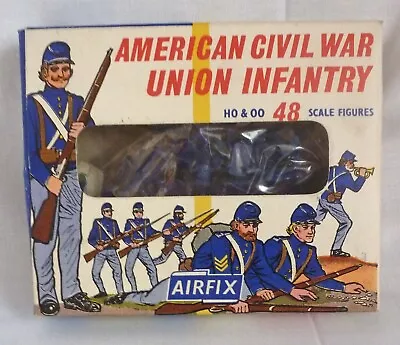 AMERICAN CIVIL WAR
UNION INFANTRY
HO & OO 48 SCALE FIGURES
AIRFIX